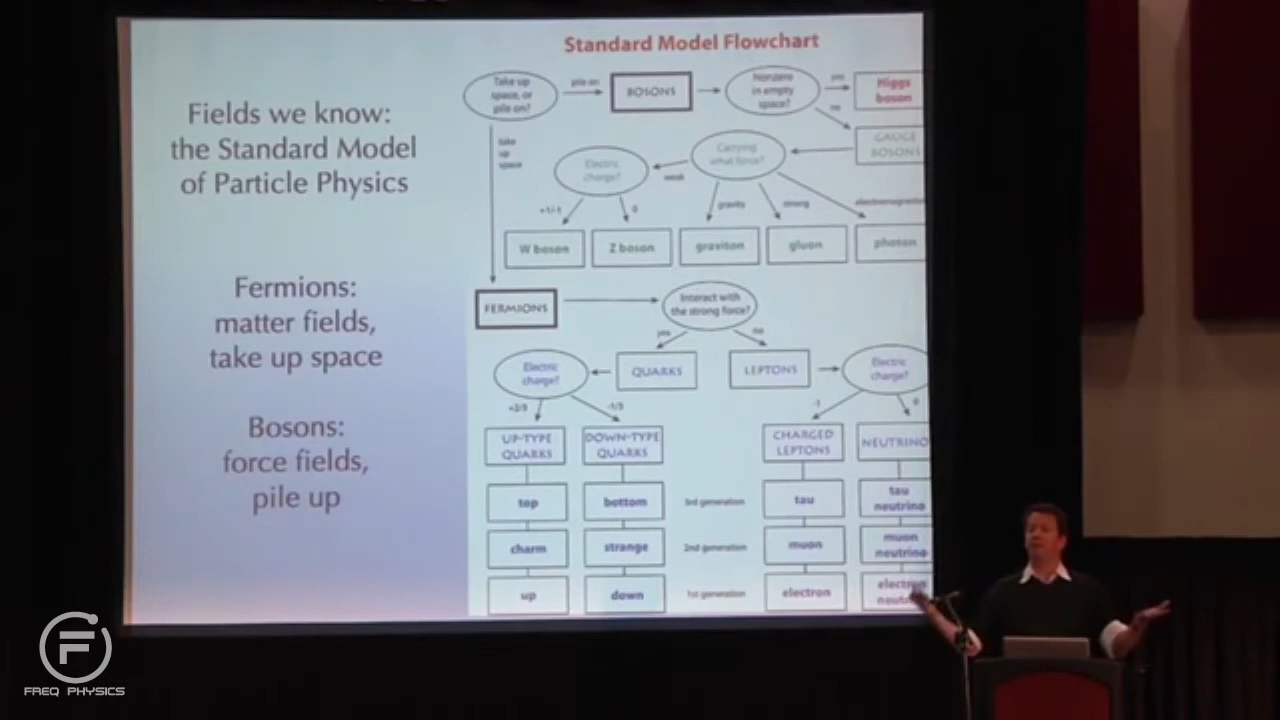 Standard Model Flowchart
Fields we know:
the Standard Model
of Particle Physics
Fermions:
matter fields,
take up space
Bosons:
force fields,
pile up
Take up
space, or
pile on?
pile on
BOSONS
Nonzero
in empty
space?
yes
Higgs
boson
no
GAUGE
BOSONS
take
up
space
Electric
charge?
weak
Carrying
what force?
+1/-1
0
gravity
strong
electromagnetism
W boson
Z boson
graviton
gluon
photon
FERMIONS
Interact with
the strong force?
yes
no
Electric
charge?
QUARKS
LEPTONS
Electric
charge?
+2/3
-1/3
-1
0
UP-TYPE
QUARKS
DOWN-TYPE
QUARKS
CHARGED
LEPTONS
NEUTRINO
top
bottom
3rd generation
tau
tau
neutrino
charm
strange
2nd generation
muon
muon
neutrino
up
down
1st generation
electron
electron
F
FREQ PHYSICS